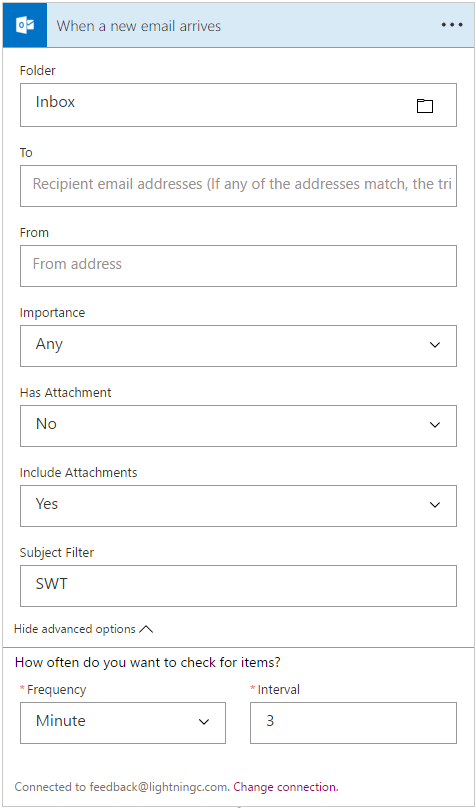 When a new email arrives
Folder
Inbox
To
Recipient email addresses (If any of the addresses match, the tri
From
From address
Importance
Any
Has Attachment
No
Include Attachments
Yes
Subject Filter
SWT
Hide advanced options
How often do you want to check for items?
* Frequency
* Interval
Minute
3
Connected to feedback@lightningc.com. Change connection.